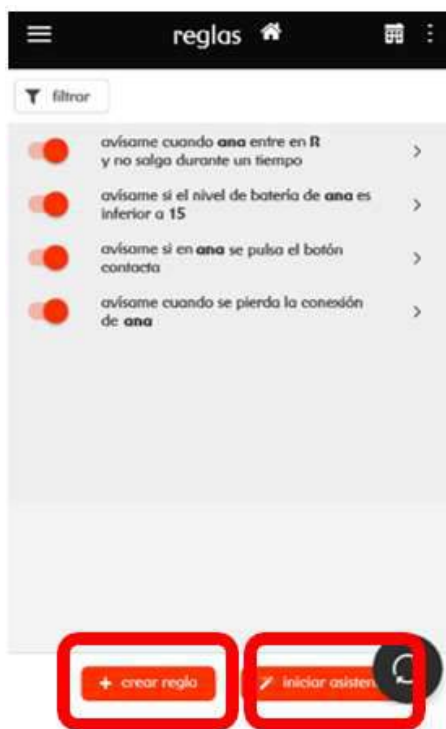 reglas
filtrar
avísame cuando ana entre en R
y no salga durante un tiempo
avísame si el nivel de batería de ana es
inferior a 15
avísame si en ana se pulsa el botón
contacta
avísame cuando se pierda la conexión
de ana
+ crear regla
iniciar asisten